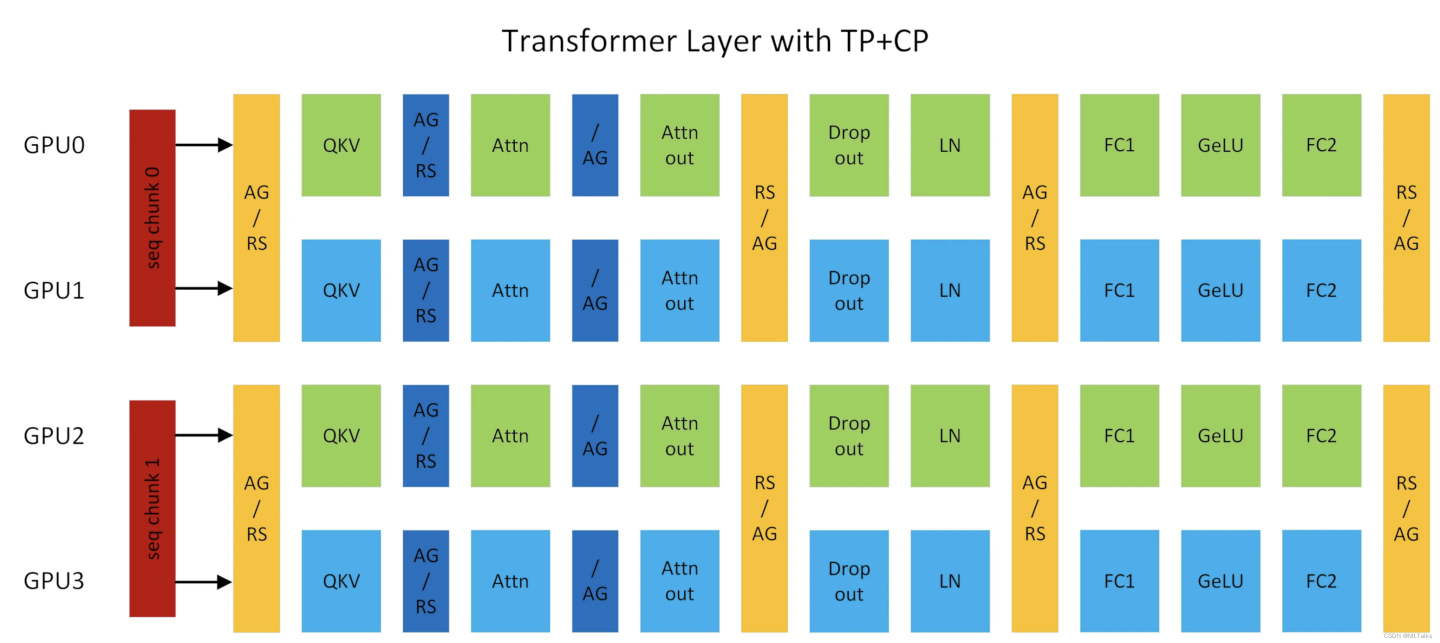 Transformer Layer with TP+CP
GPU0
GPU1
GPU2
GPU3
seq chunk 0
seq chunk 1
AG
/
RS
AG
/
RS
QKV
QKV
QKV
QKV
AG
/
RS
AG
/
RS
AG
/
RS
AG
/
RS
Attn
Attn
Attn
Attn
/
AG
/
AG
/
AG
/
AG
Attn
out
Attn
out
Attn
out
Attn
out
RS
/
AG
RS
/
AG
Drop
out
Drop
out
Drop
out
Drop
out
LN
LN
LN
LN
AG
/
RS
AG
/
RS
FC1
FC1
FC1
FC1
GeLU
GeLU
GeLU
GeLU
FC2
FC2
FC2
FC2
RS
/
AG
RS
/
AG
CSDN @MLTalks